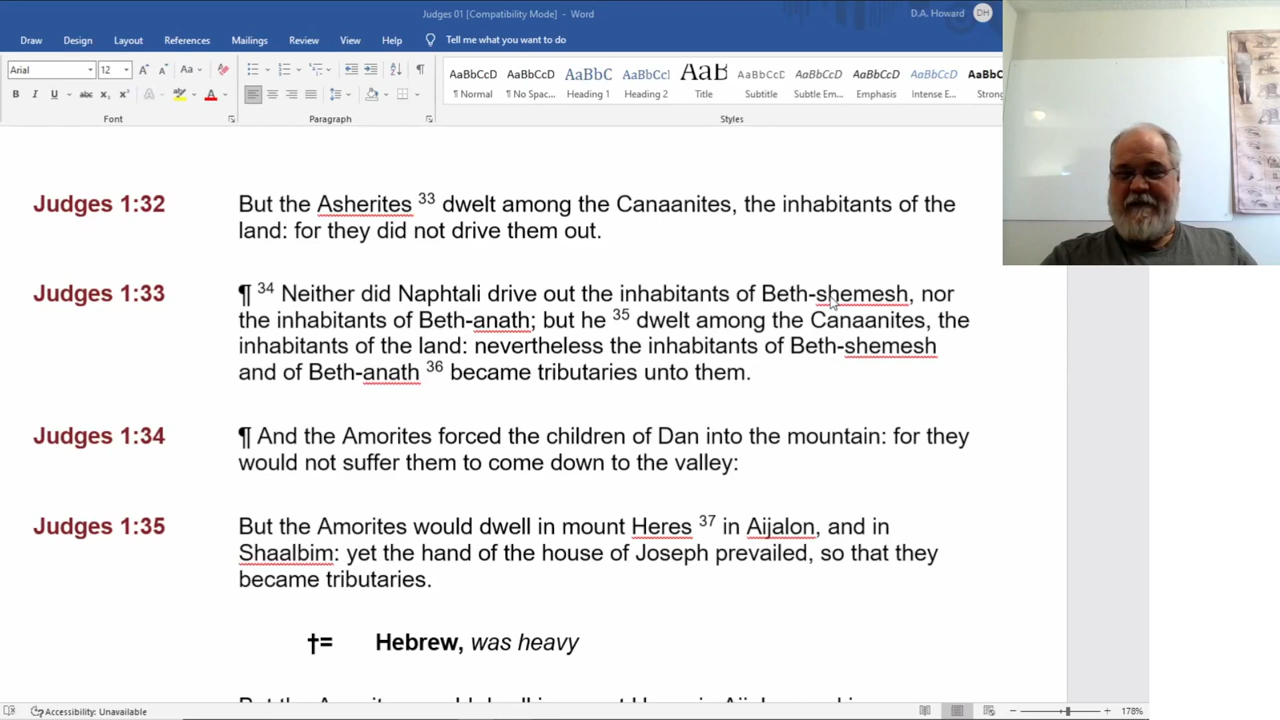 Judges 01 [Compatibility Mode] - Word
D.A. Howard DH
Draw Design Layout References Mailings Review View Help Tell me what you want to do
Arial 12 A A Aa
B I U abc x x A A
AaBbCcD AaBbCcD AaBbC AaBbCcl AaB AaBbCcD AaBbCcD AaBbCcD AaBbCcD AaBbCc
¶ Normal ¶ No Spac... Heading 1 Heading 2 Title Subtitle Subtle Em... Emphasis Intense E... Strong
Font Paragraph Styles
Judges 1:32 But the Asherites 33 dwelt among the Canaanites, the inhabitants of the
land: for they did not drive them out.
Judges 1:33 ¶ 34 Neither did Naphtali drive out the inhabitants of Beth-shemesh, nor
the inhabitants of Beth-anath; but he 35 dwelt among the Canaanites, the
inhabitants of the land: nevertheless the inhabitants of Beth-shemesh
and of Beth-anath 36 became tributaries unto them.
Judges 1:34 ¶ And the Amorites forced the children of Dan into the mountain: for they
would not suffer them to come down to the valley:
Judges 1:35 But the Amorites would dwell in mount Heres 37 in Aijalon, and in
Shaalbim: yet the hand of the house of Joseph prevailed, so that they
became tributaries.
†= Hebrew, was heavy
Accessibility: Unavailable 178%